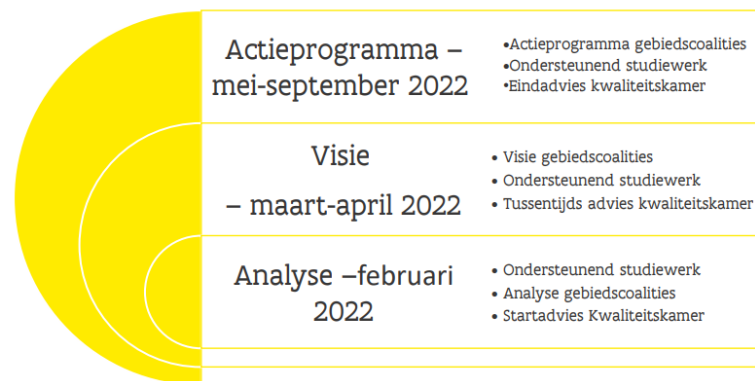 Actieprogramma –
mei-september 2022
•Actieprogramma gebiedscoalities
•Ondersteunend studiewerk
•Eindadvies kwaliteitskamer
Visie
– maart-april 2022
• Visie gebiedscoalities
• Ondersteunend studiewerk
• Tussentijds advies kwaliteitskamer
Analyse –februari
2022
• Ondersteunend studiewerk
• Analyse gebiedscoalities
• Startadvies Kwaliteitskamer